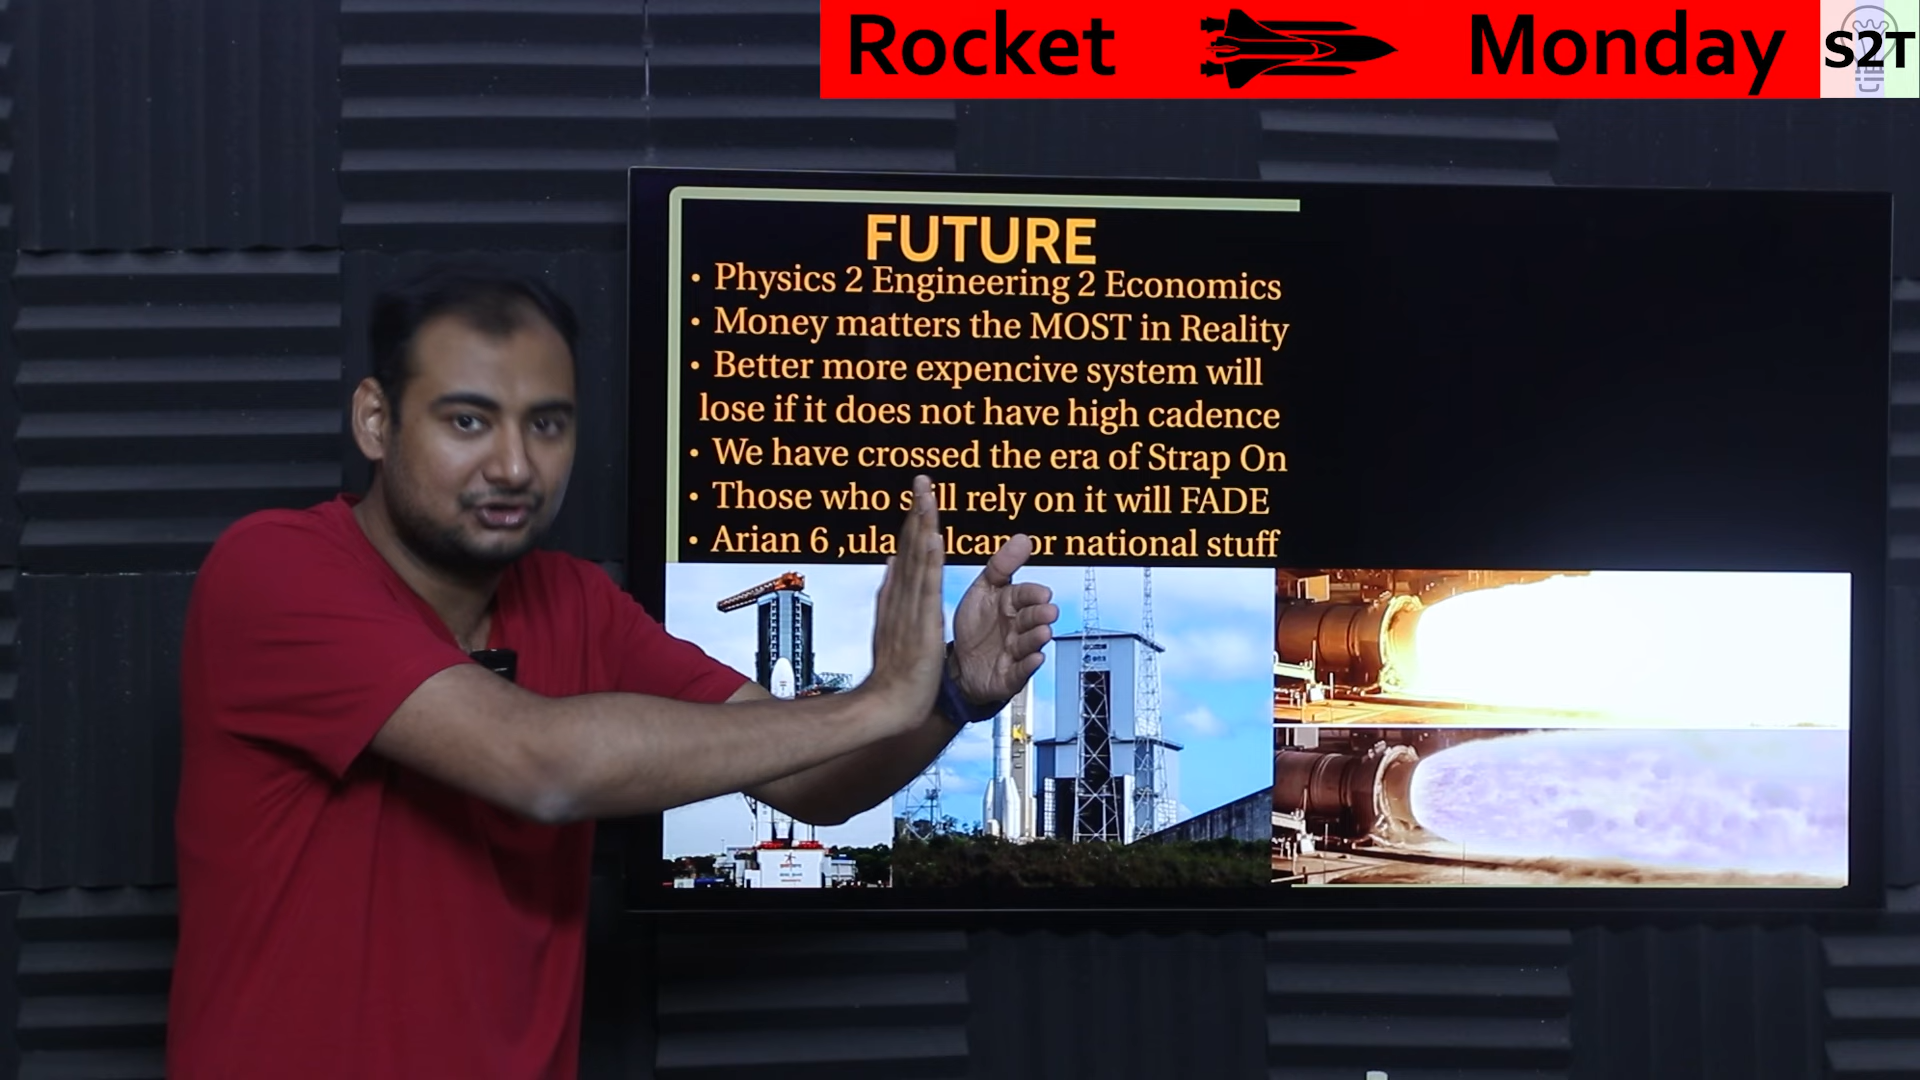 Rocket Monday
S2T
FUTURE
• Physics 2 Engineering 2 Economics
• Money matters the MOST in Reality
• Better more expencive system will
lose if it does not have high cadence
• We have crossed the era of Strap On
• Those who still rely on it will FADE
• Arian 6 ,ula or national stuff